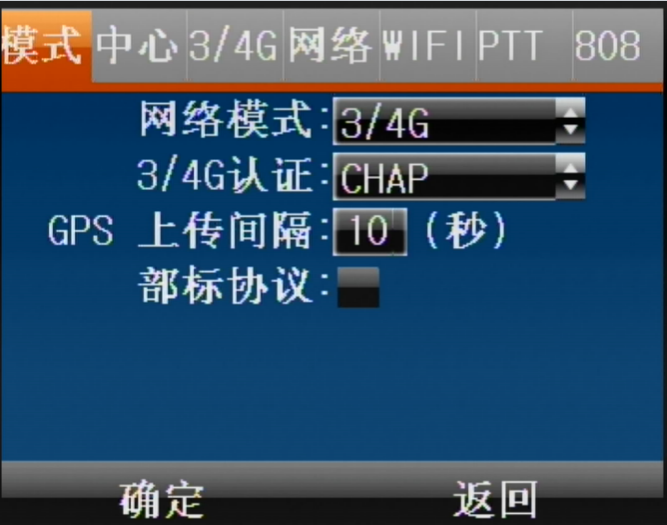 模式 中心 3/4G 网络 WIFI PTT 808
网络模式:3/4G
3/4G认证:CHAP
GPS 上传间隔:10 (秒)
部标协议:
确定 返回